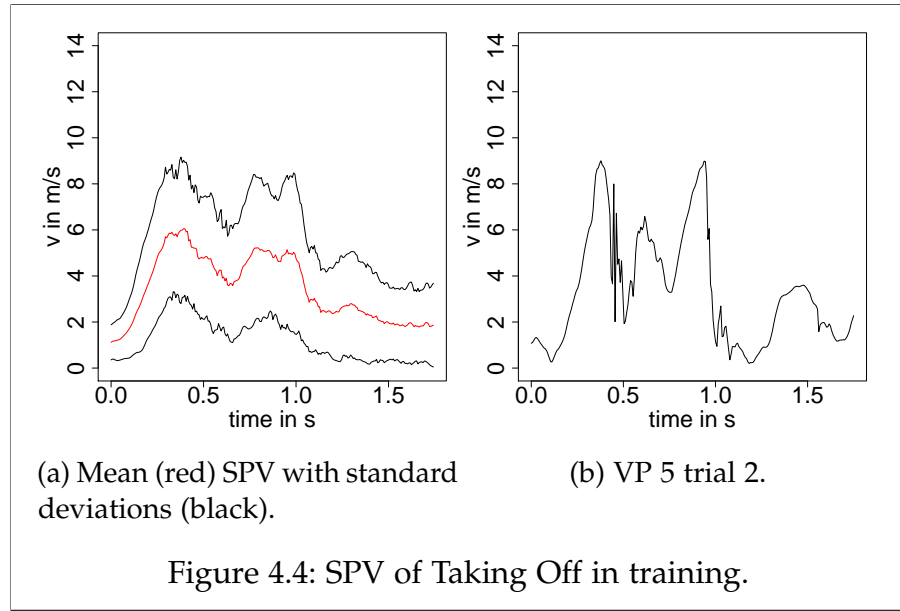 14
12
10
8
6
4
2
0
v in m/s
0.0 0.5 1.0 1.5
time in s
14
12
10
8
6
4
2
0
v in m/s
0.0 0.5 1.0 1.5
time in s
(a) Mean (red) SPV with standard
deviations (black).
(b) VP 5 trial 2.
Figure 4.4: SPV of Taking Off in training.